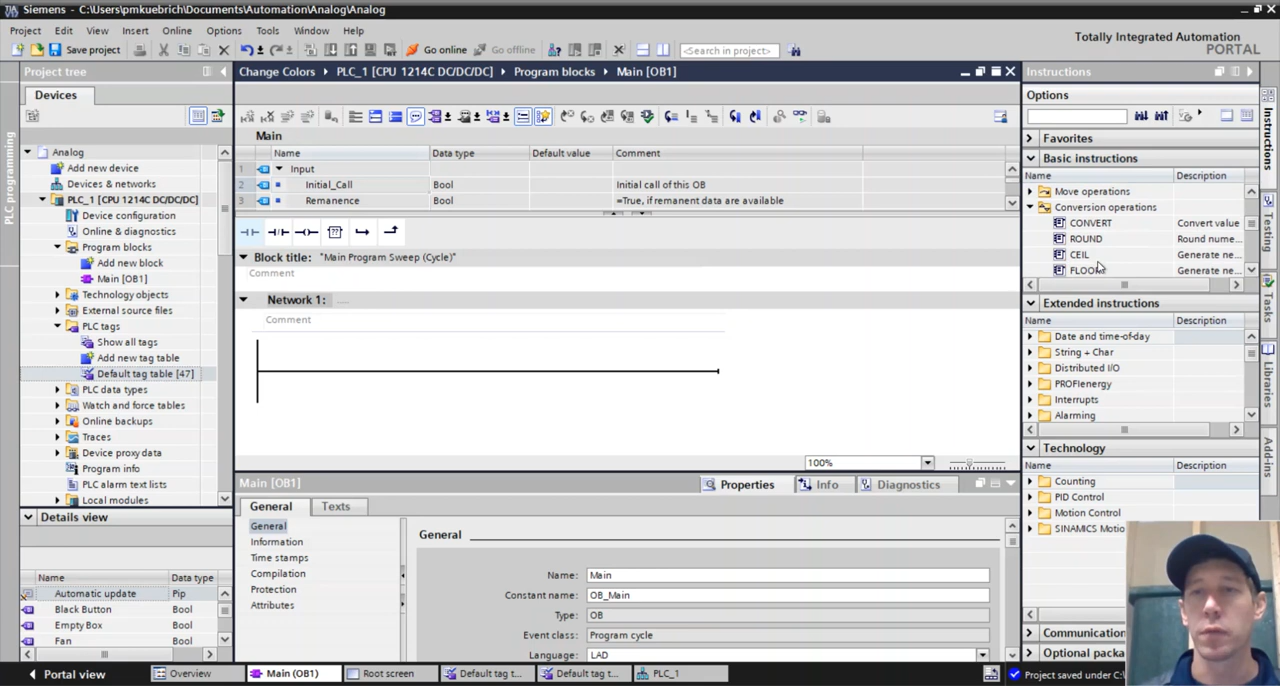 Siemens - C:\Users\pmkuebrich\Documents\Automation\Analog\Analog
Project Edit View Insert Online Options Tools Window Help
Totally Integrated Automation
PORTAL
Save project
Go online
Go offline
<Search in project>
Project tree
Change Colors PLC_1 [CPU 1214C DC/DC/DC] Program blocks Main [OB1]
Instructions
Devices
Options
PLC programming
Analog
Add new device
Devices & networks
PLC_1 [CPU 1214C DC/DC/DC]
Device configuration
Online & diagnostics
Program blocks
Add new block
Main [OB1]
Technology objects
External source files
PLC tags
Show all tags
Add new tag table
Default tag table [47]
PLC data types
Watch and force tables
Online backups
Traces
Device proxy data
Program info
PLC alarm text lists
Local modules
Details view
Name Data type
Automatic update Pip
Black Button Bool
Empty Box Bool
Fan Bool
Main
Name Data type Default value Comment
1 Input
2 Initial_Call Bool Initial call of this OB
3 Remanence Bool =True, if remanent data are available
??
Block title: "Main Program Sweep (Cycle)"
Comment
Network 1: .....
Comment
100%
Main [OB1]
Properties Info Diagnostics
General Texts
General
Information
Time stamps
Compilation
Protection
Attributes
General
Name: Main
Constant name: OB_Main
Type: OB
Event class: Program cycle
Language: LAD
Favorites
Basic instructions
Name Description
Move operations
Conversion operations
CONVERT Convert value
ROUND Round nume...
CEIL Generate ne...
FLOOR Generate ne...
Extended instructions
Name Description
Date and time-of-day
String + Char
Distributed I/O
PROFIenergy
Interrupts
Alarming
Technology
Name Description
Counting
PID Control
Motion Control
SINAMICS Motio
Communication
Optional packa
Instructions
Testing
Tasks
Libraries
Add-ins
Portal view
Overview
Main (OB1)
Root screen
Default tag t...
Default tag t...
PLC_1
Project saved under C:\